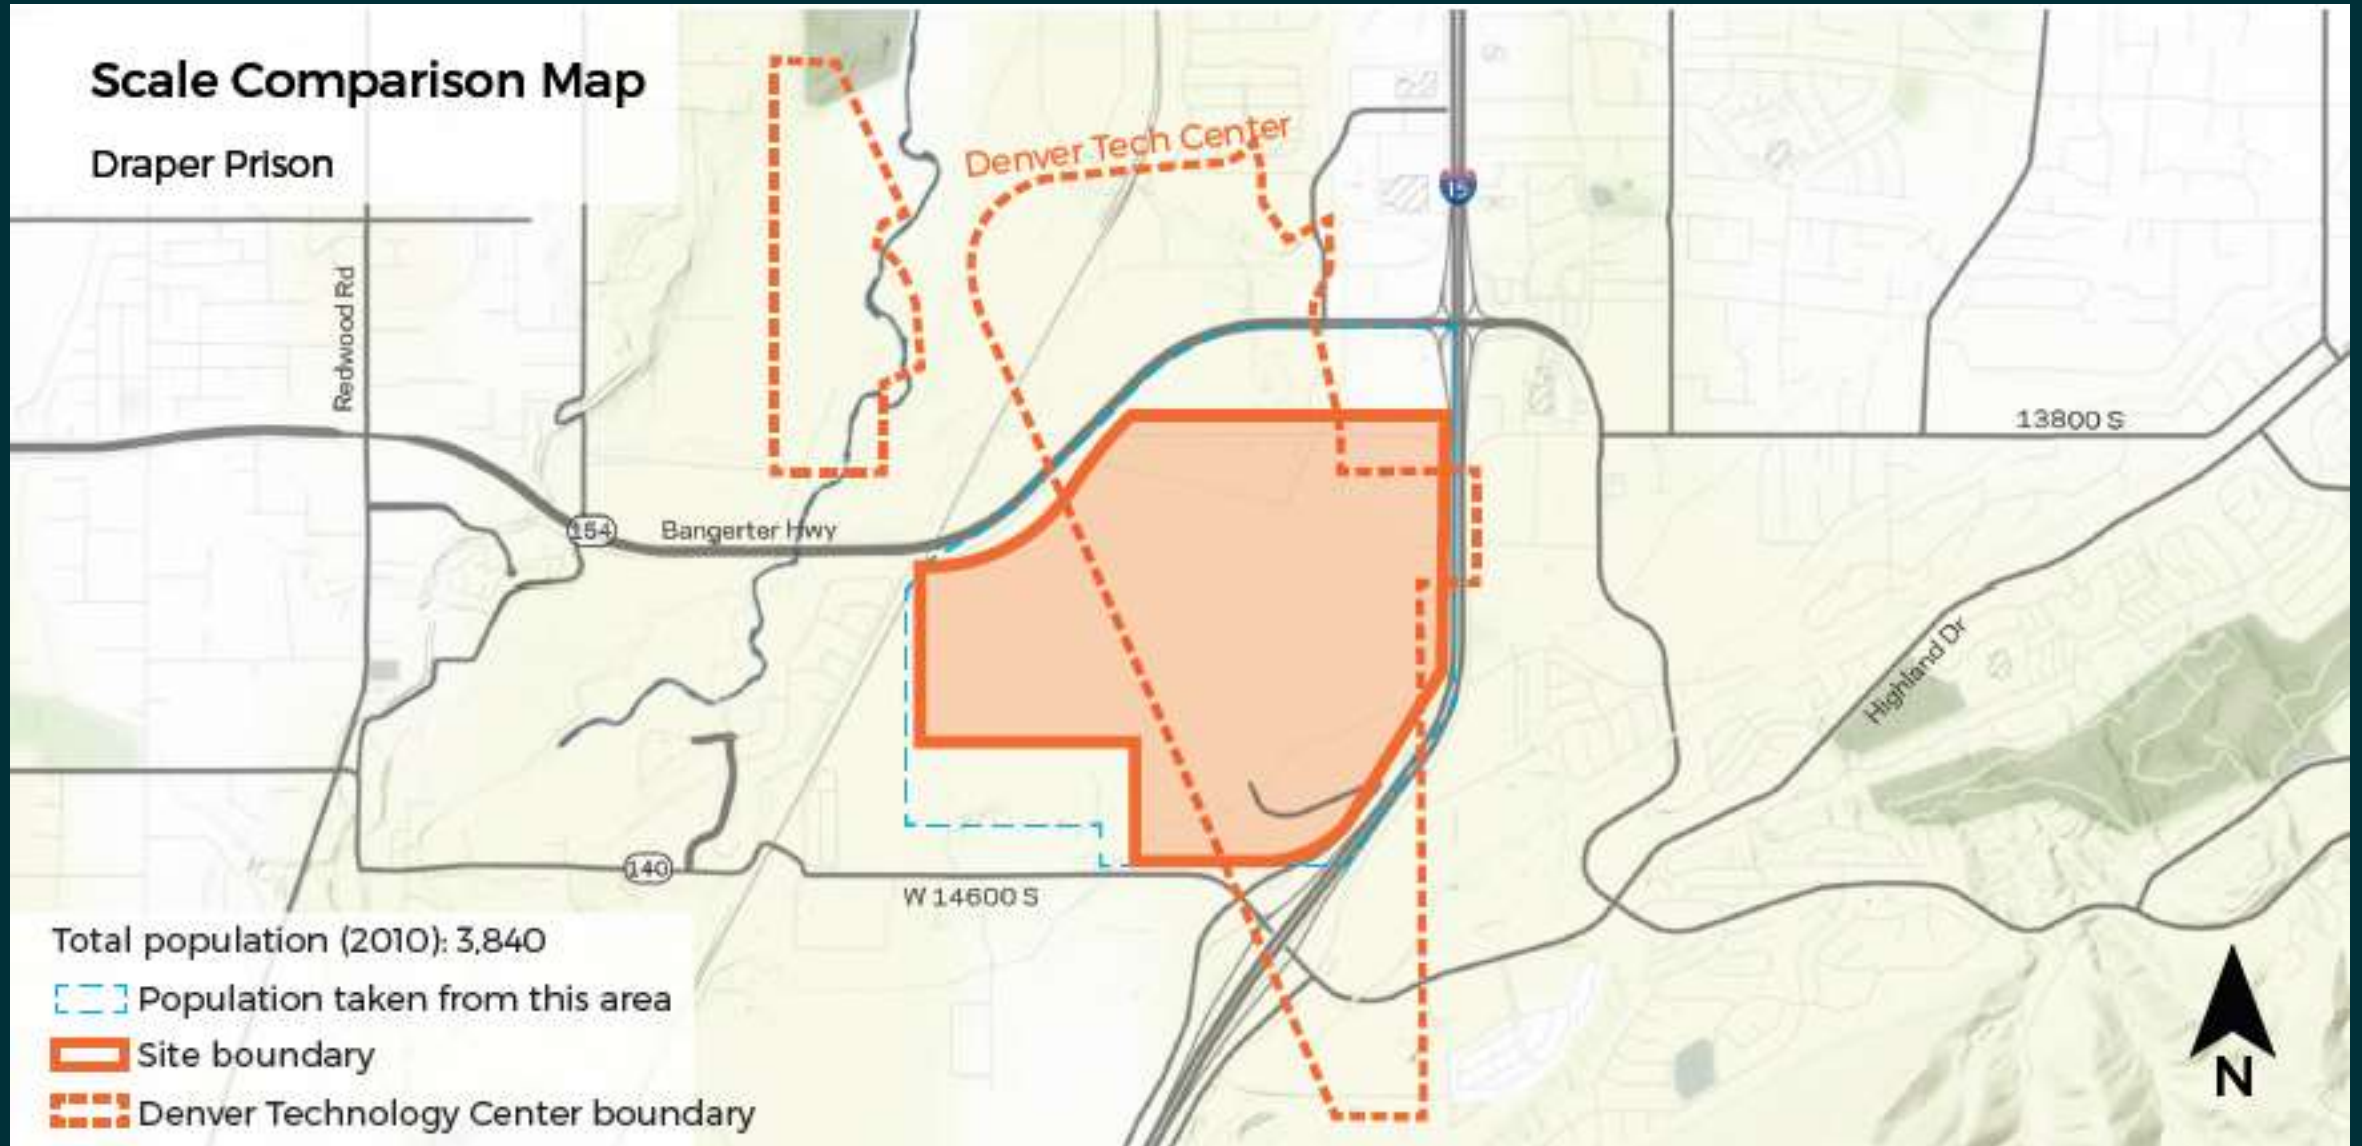 Scale Comparison Map
Draper Prison
Denver Tech Center
15
Redwood Rd
13800 S
154
Bangerter Hwy
Highland Dr
140
W 14600 S
Total population (2010): 3,840
Population taken from this area
Site boundary
Denver Technology Center boundary
N